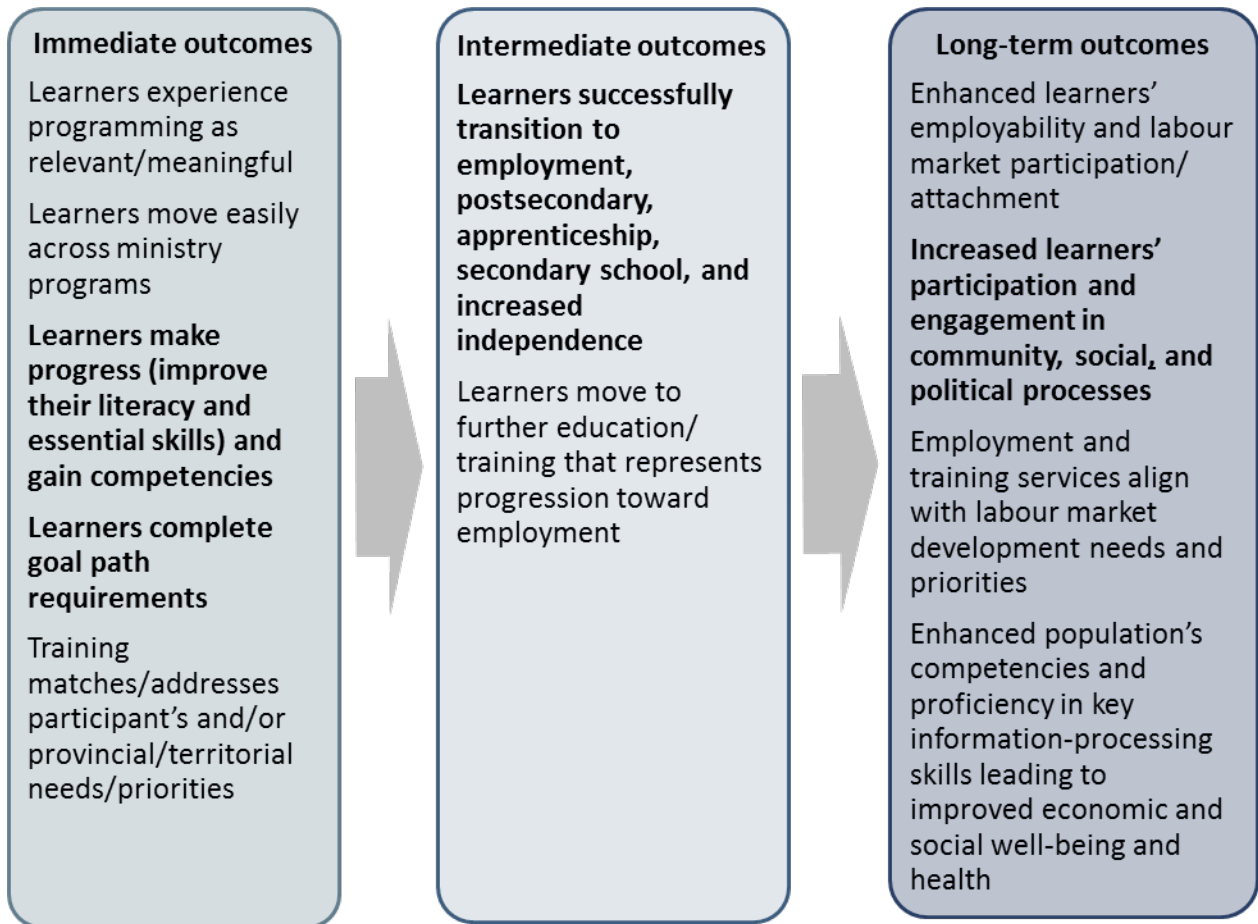 Immediate outcomes
Learners experience
programming as
relevant/meaningful
Learners move easily
across ministry
programs
Learners make
progress (improve
their literacy and
essential skills) and
gain competencies
Learners complete
goal path
requirements
Training
matches/addresses
participant’s and/or
provincial/territorial
needs/priorities
Intermediate outcomes
Learners successfully
transition to
employment,
postsecondary,
apprenticeship,
secondary school, and
increased
independence
Learners move to
further education/
training that represents
progression toward
employment
Long-term outcomes
Enhanced learners’
employability and labour
market participation/
attachment
Increased learners’
participation and
engagement in
community, social, and
political processes
Employment and
training services align
with labour market
development needs and
priorities
Enhanced population’s
competencies and
proficiency in key
information-processing
skills leading to
improved economic and
social well-being and
health